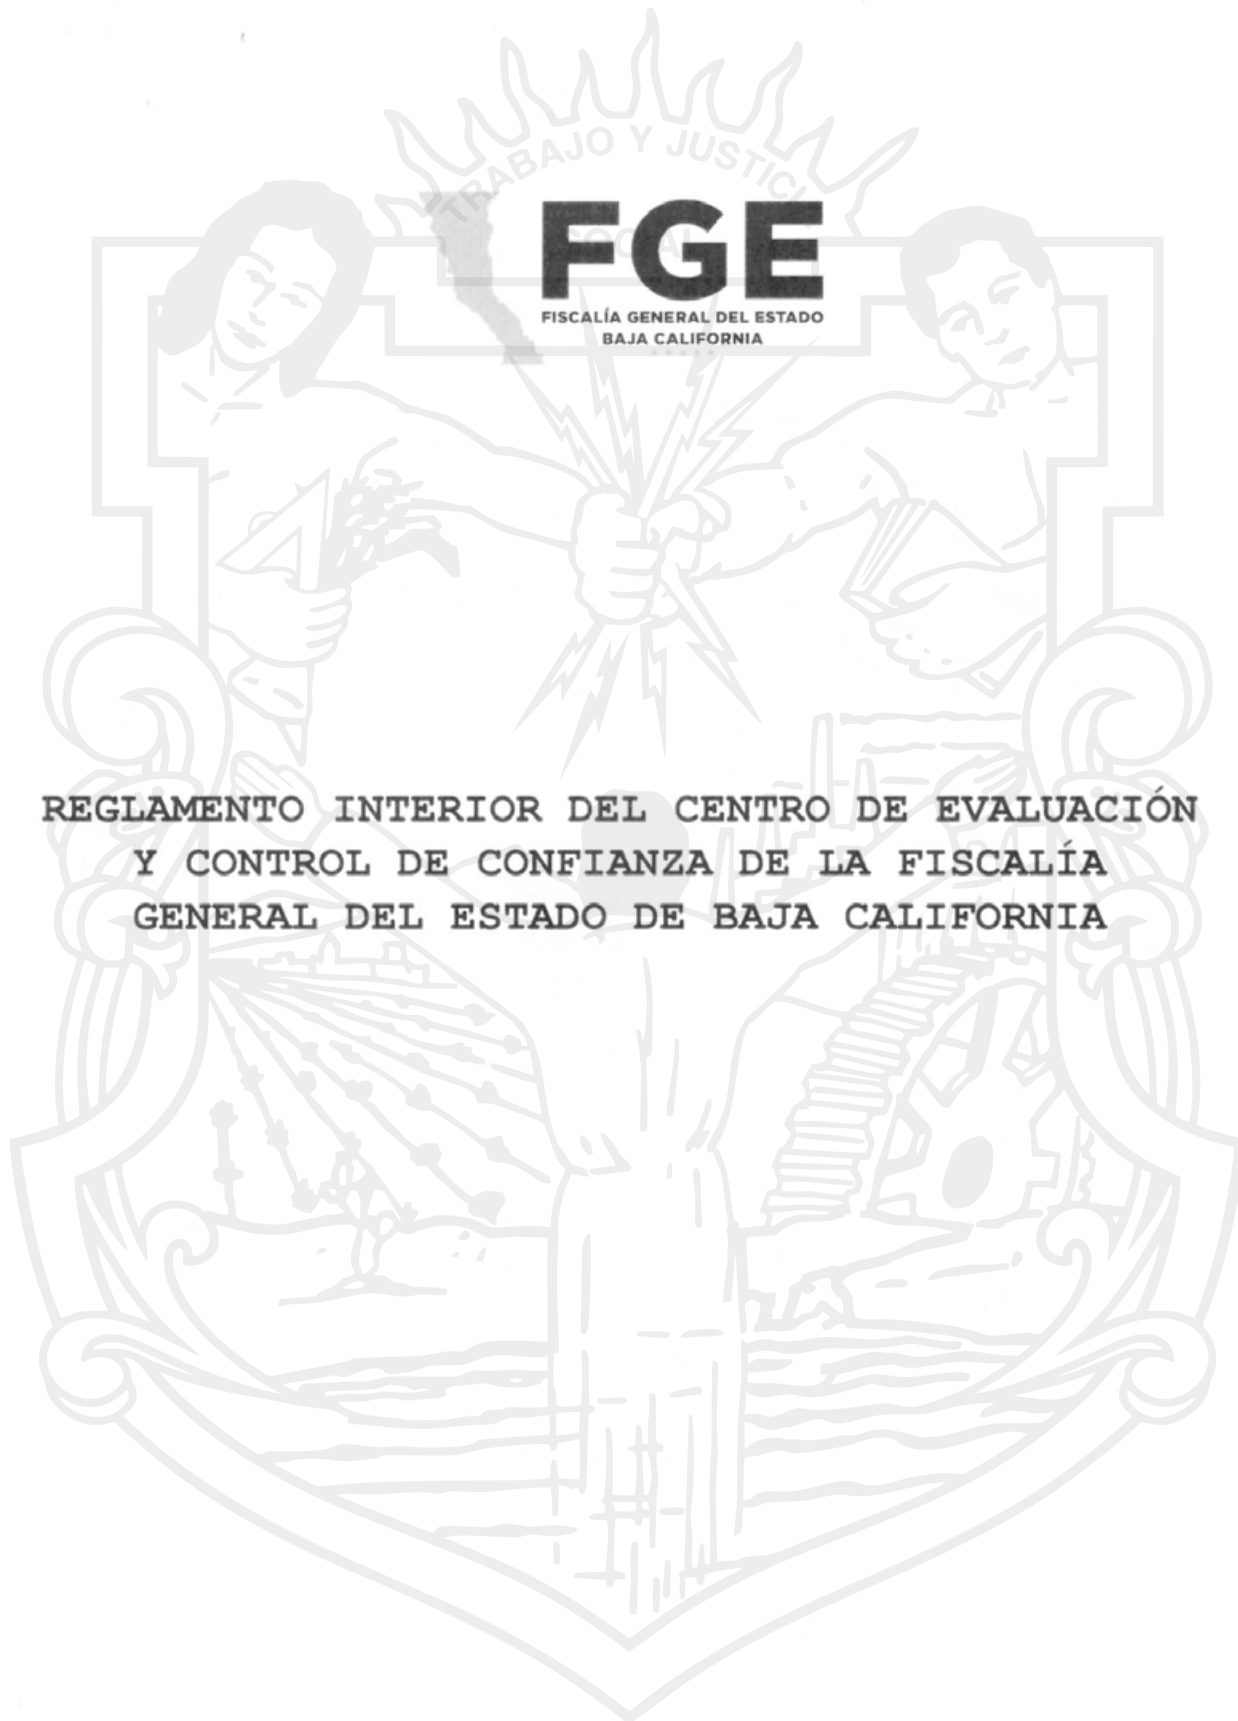 TRABAJO Y JUSTICIA
SOCIAL
FGE
FISCALÍA GENERAL DEL ESTADO
BAJA CALIFORNIA
REGLAMENTO INTERIOR DEL CENTRO DE EVALUACIÓN
Y CONTROL DE CONFIANZA DE LA FISCALÍA
GENERAL DEL ESTADO DE BAJA CALIFORNIA